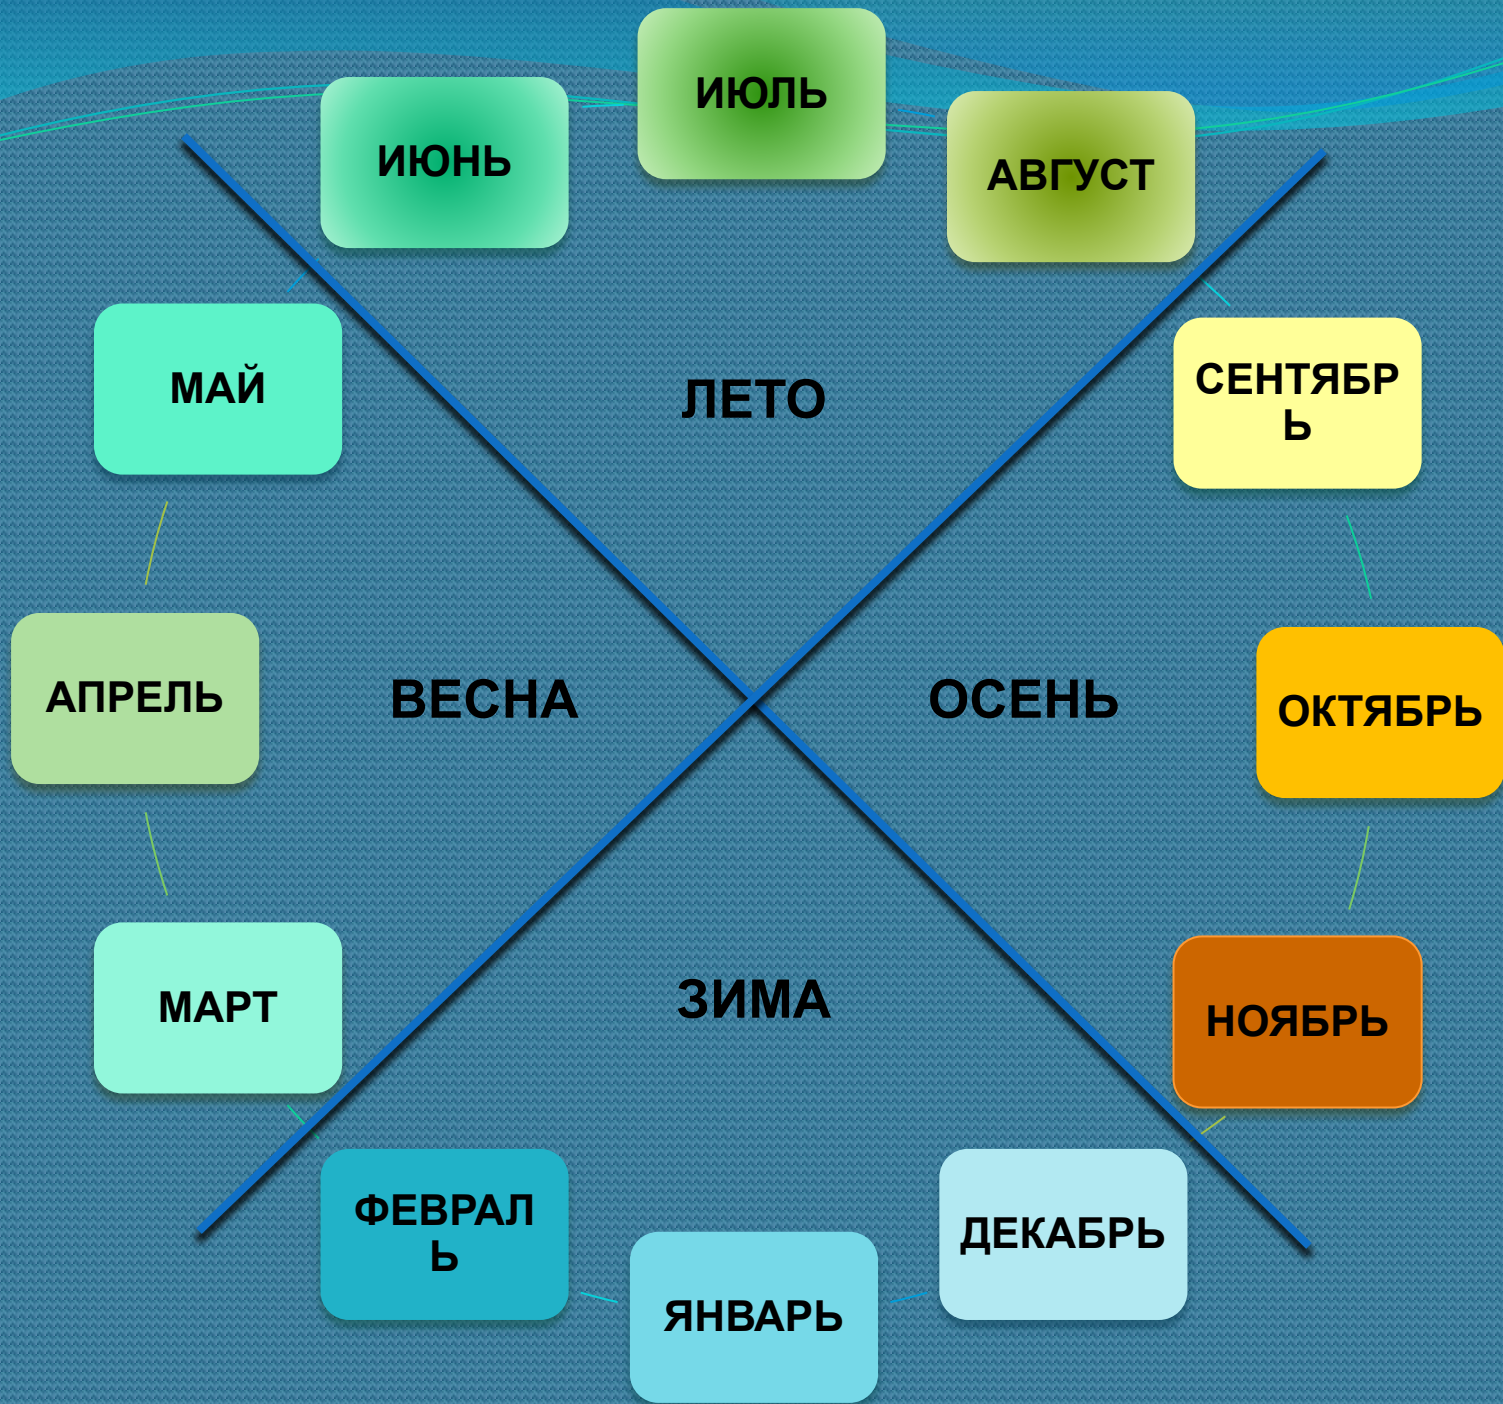 ИЮЛЬ
ИЮНЬ
АВГУСТ
МАЙ
ЛЕТО
СЕНТЯБР
Ь
АПРЕЛЬ
ВЕСНА
ОСЕНЬ
ОКТЯБРЬ
МАРТ
ЗИМА
НОЯБРЬ
ФЕВРАЛ
Ь
ДЕКАБРЬ
ЯНВАРЬ